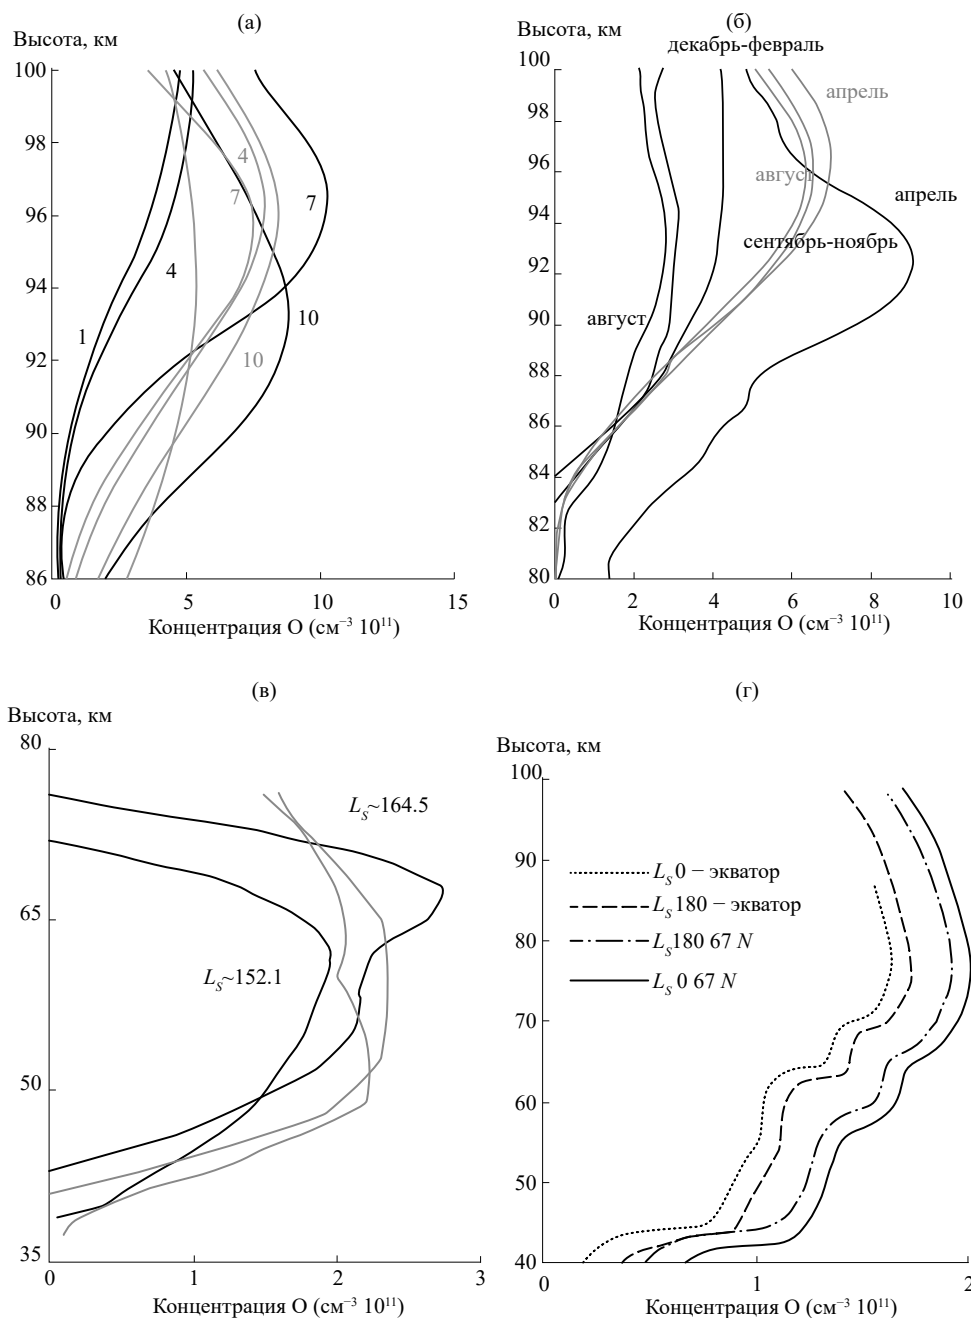 (а)
Высота, км
100
98
96
94
92
90
88
86
0
5
10
15
Концентрация O (см⁻³ 10¹¹)
4
7
7
4
1
10
10
(б)
Высота, км
декабрь-февраль
100
98
96
94
92
90
88
86
84
82
80
0
2
4
6
8
10
Концентрация O (см⁻³ 10¹¹)
апрель
август
апрель
сентябрь-ноябрь
август
(в)
Высота, км
80
65
50
35
0
1
2
3
Концентрация O (см⁻³ 10¹¹)
L_S~164.5
L_S~152.1
(г)
Высота, км
100
90
80
70
60
50
40
0
1
2
Концентрация O (см⁻³ 10¹¹)
L_S 0 − экватор
L_S 180 − экватор
L_S 180 67 N
L_S 0 67 N